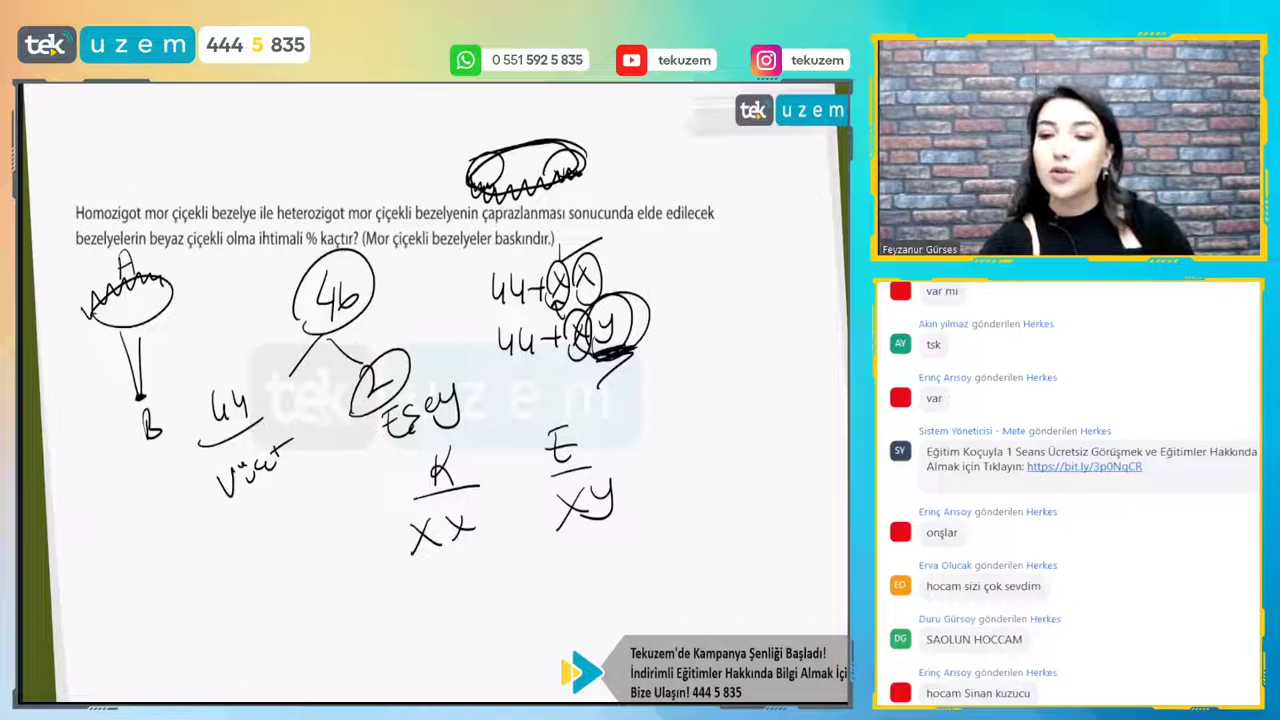 tek uzem 444 5 835
0 551 592 5 835
tekuzem
tekuzem
tek uzem
Homozigot mor çiçekli bezelye ile heterozigot mor çiçekli bezelyenin çaprazlanması sonucunda elde edilecek
bezelyelerin beyaz çiçekli olma ihtimali % kaçtır? (Mor çiçekli bezelyeler baskındır.)
A
B
46
44
Vücut
2
Eşey
44+XX
44+XY
K
XX
E
XY
tek uzem
Tekuzem'de Kampanya Şenliği Başladı!
İndirimli Eğitimler Hakkında Bilgi Almak İçi
Bize Ulaşın! 444 5 835
Feyzanur Gürses
var mı
Akın yılmaz gönderilen Herkes
AY
tsk
Erinç Arısoy gönderilen Herkes
var
Sistem Yöneticisi - Mete gönderilen Herkes
SY
Eğitim Koçuyla 1 Seans Ücretsiz Görüşmek ve Eğitimler Hakkında
Almak için Tıklayın: https://bit.ly/3p0NqCR
Erinç Arısoy gönderilen Herkes
onşlar
Erva Olucak gönderilen Herkes
EO
hocam sizi çok sevdim
Duru Gürsoy gönderilen Herkes
DG
SAOLUN HOCCAM
Erinç Arısoy gönderilen Herkes
hocam Sinan kuzucu